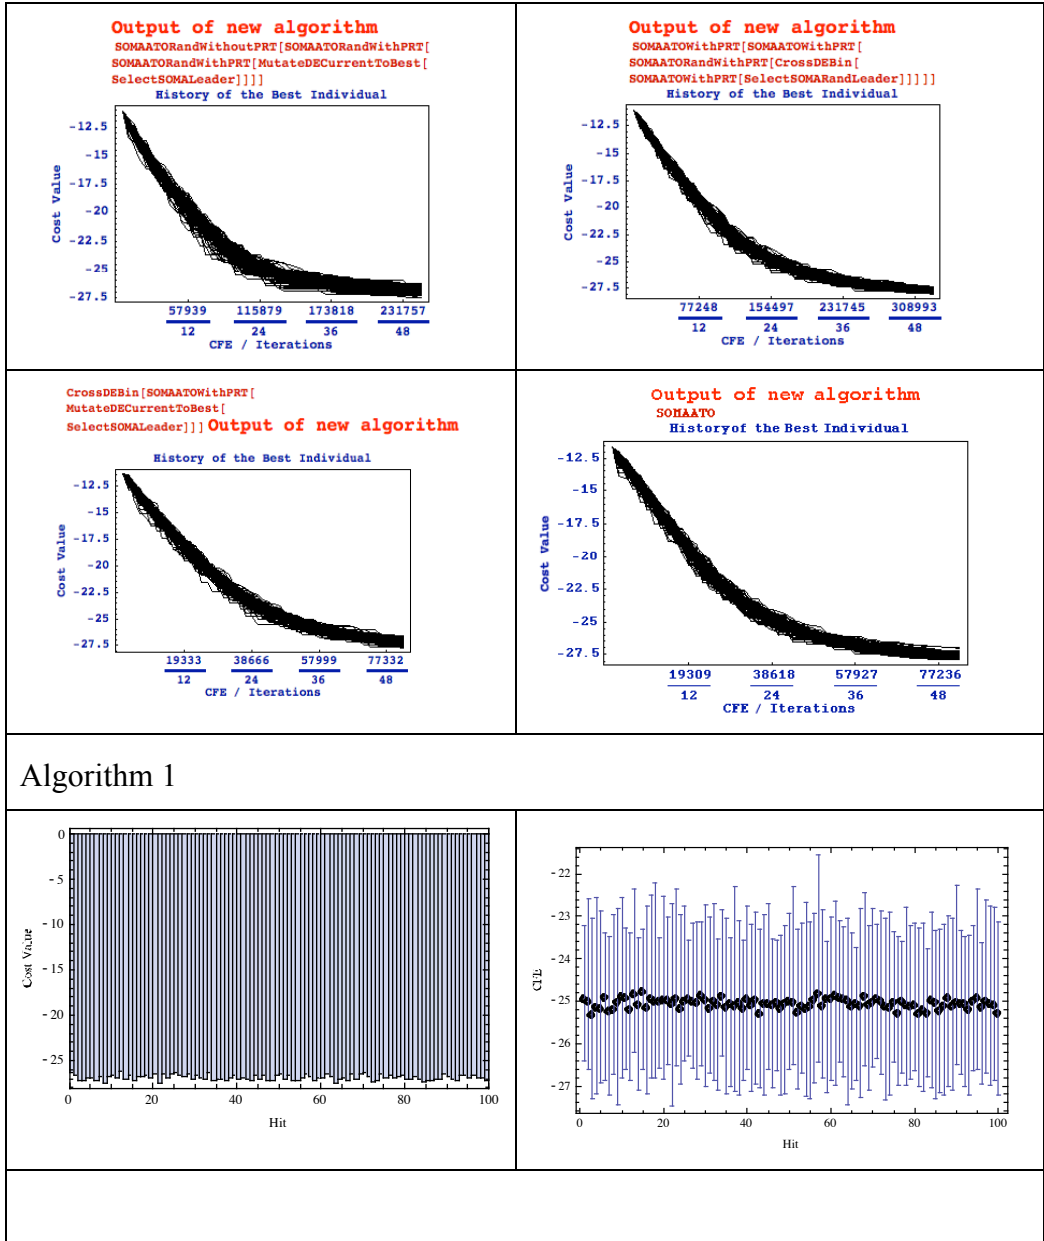 Output of new algorithm
SOMAATORandWithoutPRT[SOMAATORandWithPRT[
SOMAATORandWithPRT[MutateDECurrentToBest[
SelectSOMALeader]]]]
History of the Best Individual
-12.5
-15
-17.5
-20
-22.5
-25
-27.5
Cost Value
57939 115879 173818 231757
12 24 36 48
CFE / Iterations
Output of new algorithm
SOMAATOWithPRT[SOMAATOWithPRT[
SOMAATORandWithPRT[CrossDEBin[
SOMAATOWithPRT[SelectSOMARandLeader]]]]]
History of the Best Individual
-12.5
-15
-17.5
-20
-22.5
-25
-27.5
Cost Value
77248 154497 231745 308993
12 24 36 48
CFE / Iterations
CrossDEBin[SOMAATOWithPRT[
MutateDECurrentToBest[
SelectSOMALeader]]] Output of new algorithm
History of the Best Individual
-12.5
-15
-17.5
-20
-22.5
-25
-27.5
Cost Value
19333 38666 57999 77332
12 24 36 48
CFE / Iterations
Output of new algorithm
SOMAATO
History of the Best Individual
-12.5
-15
-17.5
-20
-22.5
-25
-27.5
Cost Value
19309 38618 57927 77236
12 24 36 48
CFE / Iterations
Algorithm 1
0
-5
-10
-15
-20
-25
Cost Value
0 20 40 60 80 100
Hit
-22
-23
-24
-25
-26
-27
CFE
0 20 40 60 80 100
Hit